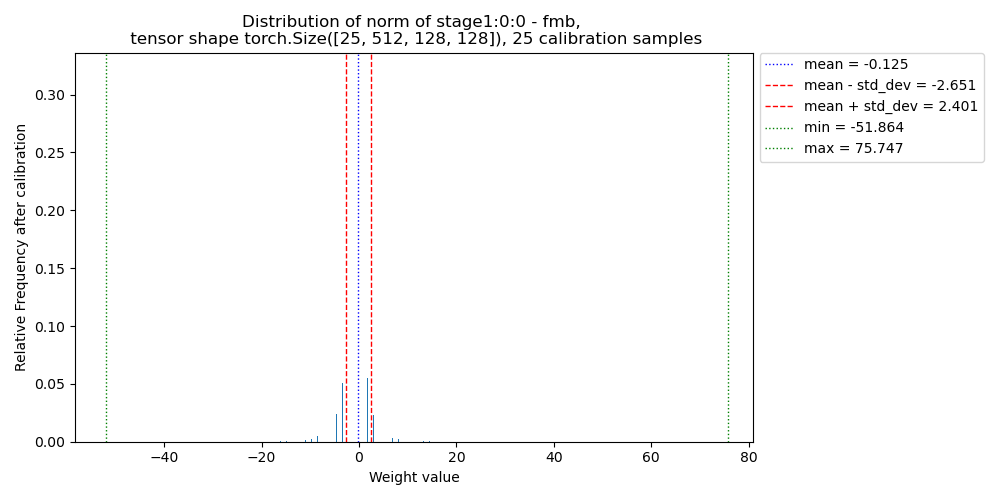 Distribution of norm of stage1:0:0 - fmb,
tensor shape torch.Size([25, 512, 128, 128]), 25 calibration samples
mean = -0.125
mean - std_dev = -2.651
mean + std_dev = 2.401
min = -51.864
max = 75.747
Relative Frequency after calibration
0.30
0.25
0.20
0.15
0.10
0.05
0.00
−40
−20
0
20
40
60
80
Weight value